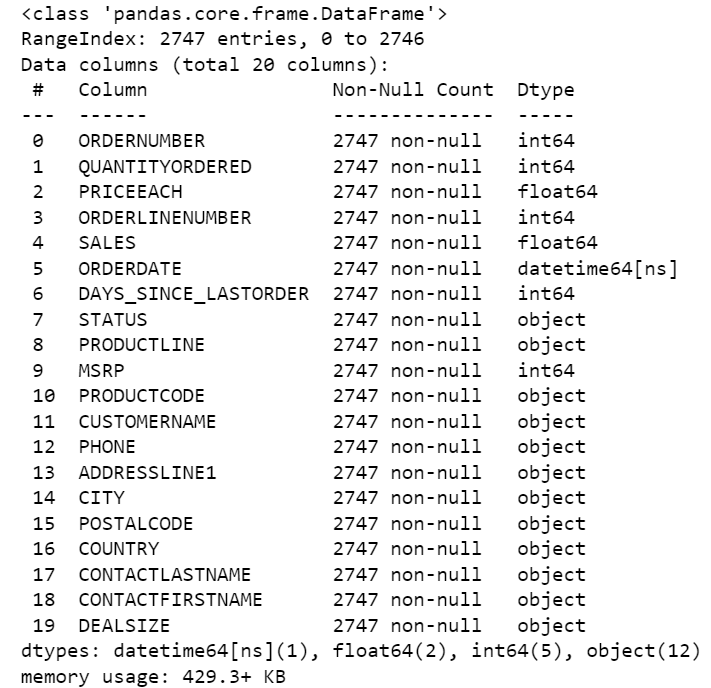 <class 'pandas.core.frame.DataFrame'>
RangeIndex: 2747 entries, 0 to 2746
Data columns (total 20 columns):
 #   Column              Non-Null Count  Dtype
---  ------              --------------  -----
 0   ORDERNUMBER         2747 non-null   int64
 1   QUANTITYORDERED     2747 non-null   int64
 2   PRICEEACH           2747 non-null   float64
 3   ORDERLINENUMBER     2747 non-null   int64
 4   SALES               2747 non-null   float64
 5   ORDERDATE           2747 non-null   datetime64[ns]
 6   DAYS_SINCE_LASTORDER  2747 non-null   int64
 7   STATUS              2747 non-null   object
 8   PRODUCTLINE         2747 non-null   object
 9   MSRP                2747 non-null   int64
 10  PRODUCTCODE         2747 non-null   object
 11  CUSTOMERNAME        2747 non-null   object
 12  PHONE               2747 non-null   object
 13  ADDRESSLINE1        2747 non-null   object
 14  CITY                2747 non-null   object
 15  POSTALCODE          2747 non-null   object
 16  COUNTRY             2747 non-null   object
 17  CONTACTLASTNAME     2747 non-null   object
 18  CONTACTFIRSTNAME    2747 non-null   object
 19  DEALSIZE            2747 non-null   object
dtypes: datetime64[ns](1), float64(2), int64(5), object(12)
memory usage: 429.3+ KB